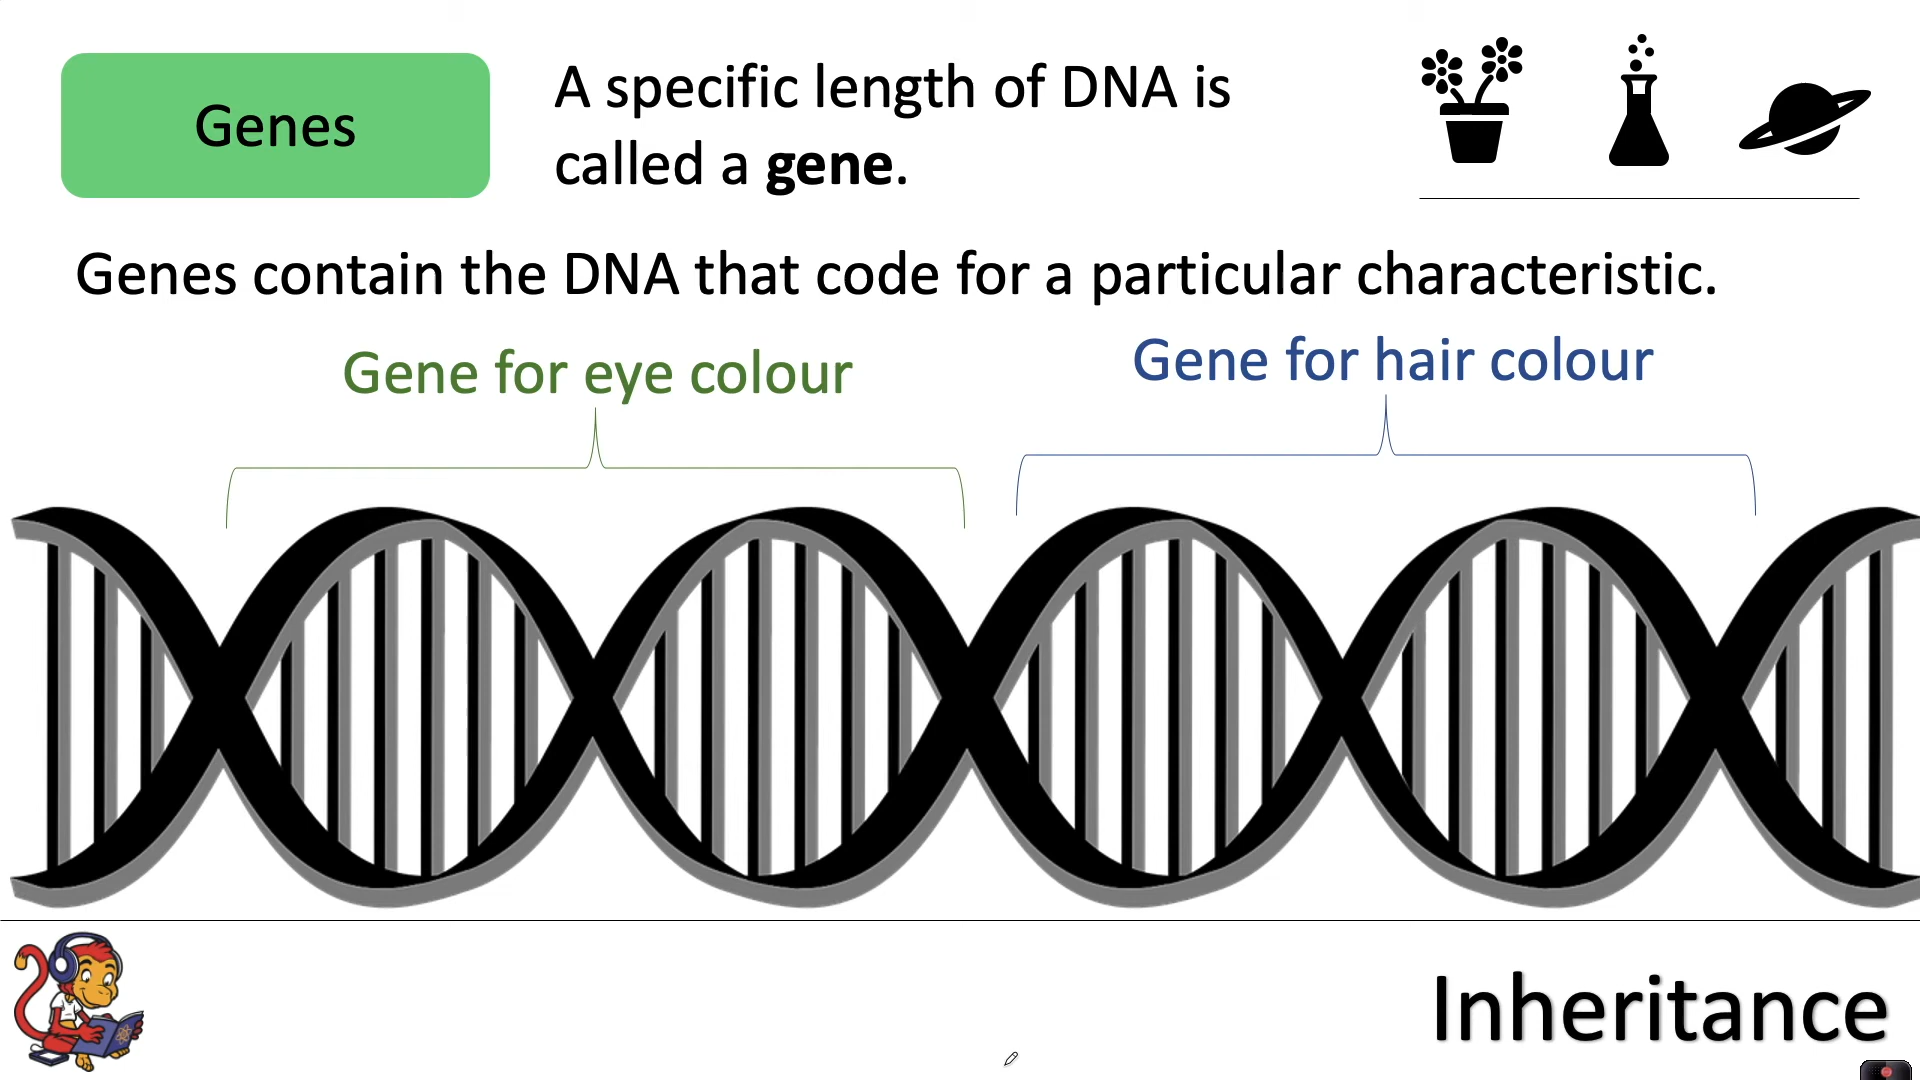 Genes
A specific length of DNA is
called a gene.
Genes contain the DNA that code for a particular characteristic.
Gene for eye colour
Gene for hair colour
Inheritance